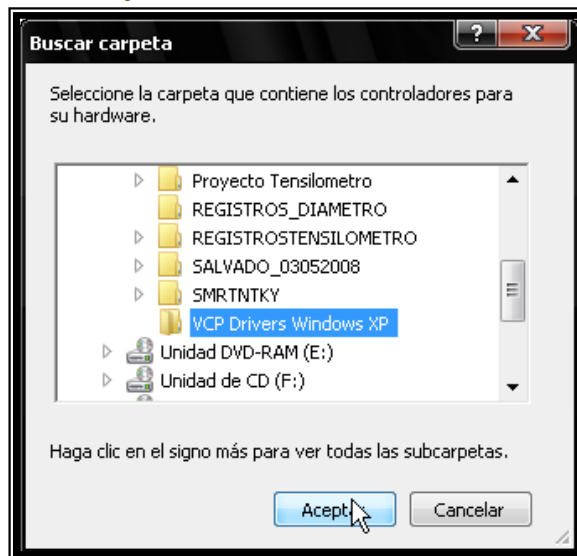 Buscar carpeta
Seleccione la carpeta que contiene los controladores para
su hardware.
Proyecto Tensilometro
REGISTROS_DIAMETRO
REGISTROSTENSILOMETRO
SALVADO_03052008
SMRTNTKY
VCP Drivers Windows XP
Unidad DVD-RAM (E:)
Unidad de CD (F:)
Haga clic en el signo más para ver todas las subcarpetas.
Aceptar Cancelar